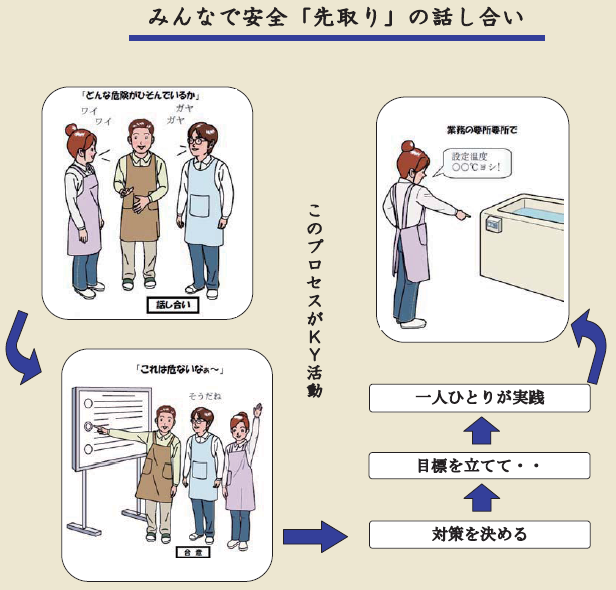 みんなで安全「先取り」の話し合い
「どんな危険がひそんでいるか」
ワイ
ワイ
ガヤ
ガヤ
話し合い
「これは危ないなぁ〜」
そうだね
合意
このプロセスがKY活動
対策を決める
目標を立てて・・
一人ひとりが実践
業務の要所要所で
設定温度
○○℃ヨシ!